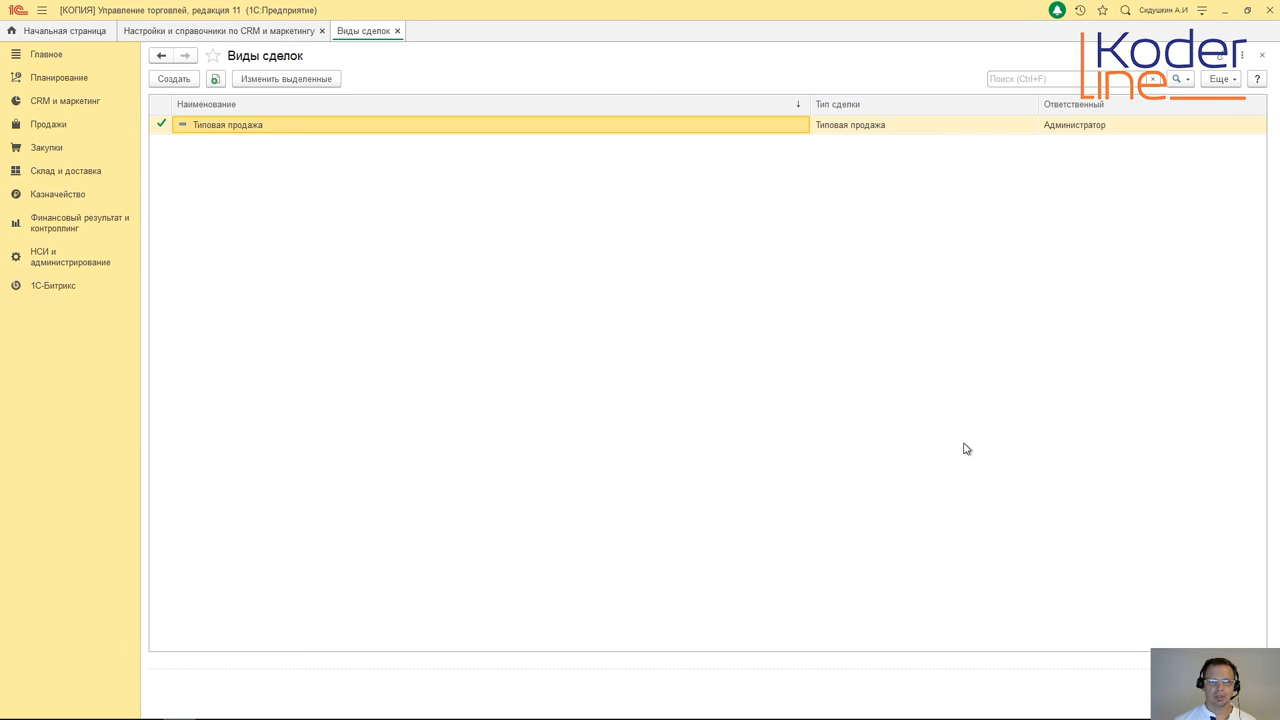 [КОПИЯ] Управление торговлей, редакция 11 (1С:Предприятие)
Сидушкин А.И
Начальная страница
Настройки и справочники по CRM и маркетингу
Виды сделок
Главное
Планирование
CRM и маркетинг
Продажи
Закупки
Склад и доставка
Казначейство
Финансовый результат и
контроллинг
НСИ и
администрирование
1С-Битрикс
Виды сделок
Создать
Изменить выделенные
Поиск (Ctrl+F)
Еще
?
Наименование
Тип сделки
Ответственный
Типовая продажа
Типовая продажа
Администратор
Koder
line